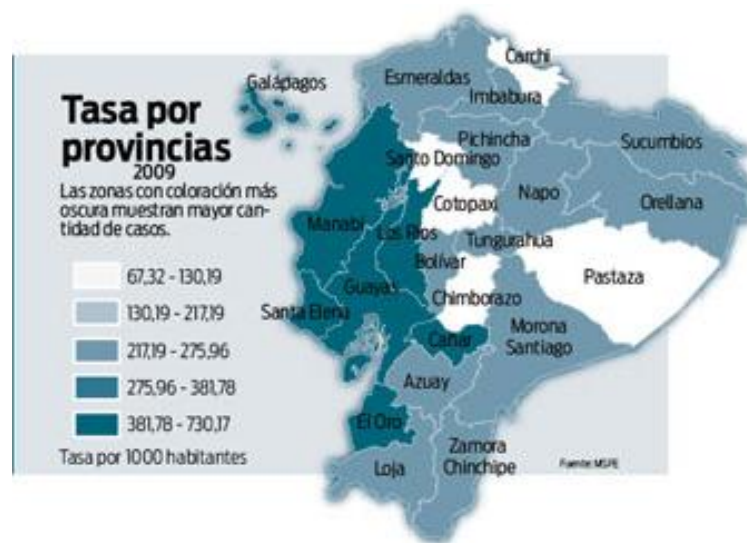 Tasa por
provincias
2009
Las zonas con coloración más
oscura muestran mayor can-
tidad de casos.
67,32 - 130,19
130,19 - 217,19
217,19 - 275,96
275,96 - 381,78
381,78 - 730,17
Tasa por 1000 habitantes
Galápagos
Esmeraldas
Carchi
Imbabura
Pichincha
Sucumbios
Santo Domingo
Napo
Orellana
Cotopaxi
Manabí
Los Ríos
Tungurahua
Bolívar
Pastaza
Guayas
Chimborazo
Santa Elena
Morona
Santiago
Cañar
Azuay
El Oro
Zamora
Chinchipe
Loja
Fuente: MSPE